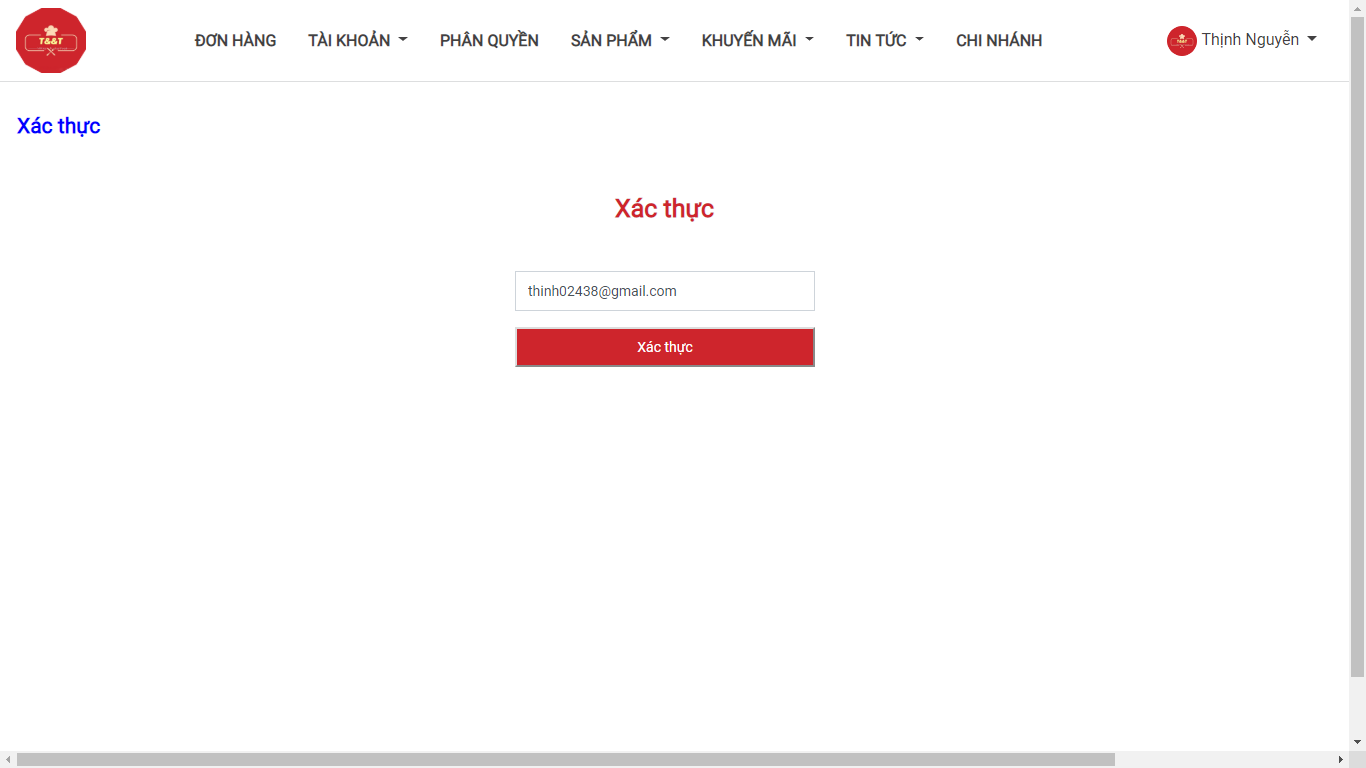 T&&T
ĐƠN HÀNG TÀI KHOẢN PHÂN QUYỀN SẢN PHẨM KHUYẾN MÃI TIN TỨC CHI NHÁNH
Thịnh Nguyễn
Xác thực
Xác thực
thinh02438@gmail.com
Xác thực